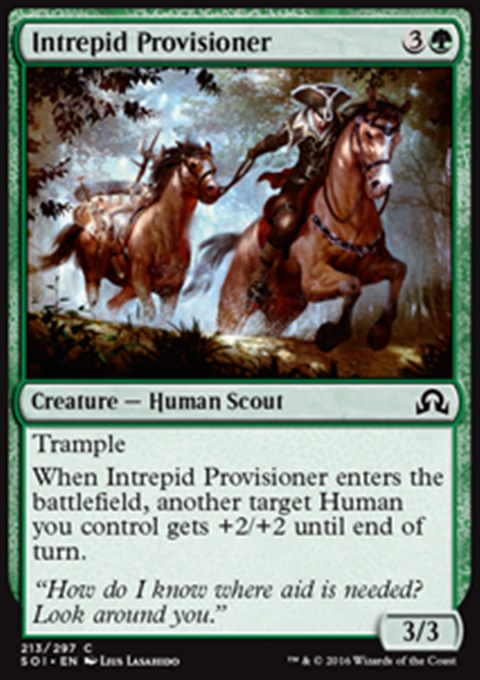 Intrepid Provisioner 3
Creature — Human Scout
Trample
When Intrepid Provisioner enters the
battlefield, another target Human
you control gets +2/+2 until end of
turn.
“How do I know where aid is needed?
Look around you.”
3/3
213/297 C
SOI • EN Lius Lasahido
™ & © 2016 Wizards of the Coast